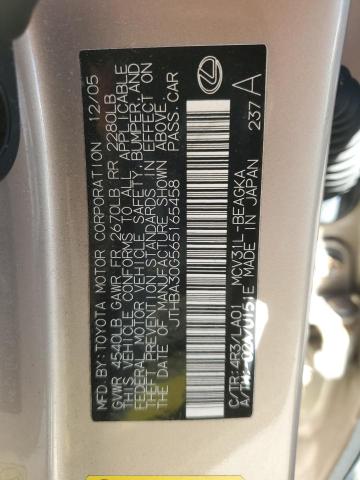 MFD. BY: TOYOTA MOTOR CORPORATION 12/05
GVWR 4540LB GAWR FR 2670LB RR 2280LB
THIS VEHICLE CONFORMS TO ALL APPLICABLE
FEDERAL MOTOR VEHICLE SAFETY, BUMPER, AND
THEFT PREVENTION STANDARDS IN EFFECT ON
THE DATE OF MANUFACTURE SHOWN ABOVE.
JTHBA30G565165458 PASS. CAR
C/TR: 4R3/LA01 MCV31L-BEAGKA
MADE IN JAPAN 237 A